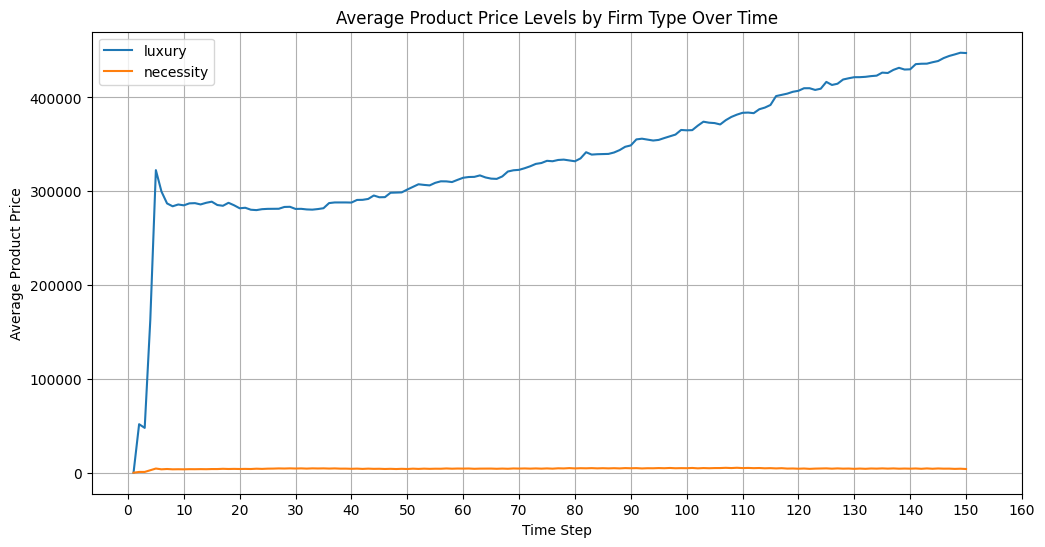 Average Product Price Levels by Firm Type Over Time
luxury
necessity
Average Product Price
400000
300000
200000
100000
0
0 10 20 30 40 50 60 70 80 90 100 110 120 130 140 150 160
Time Step